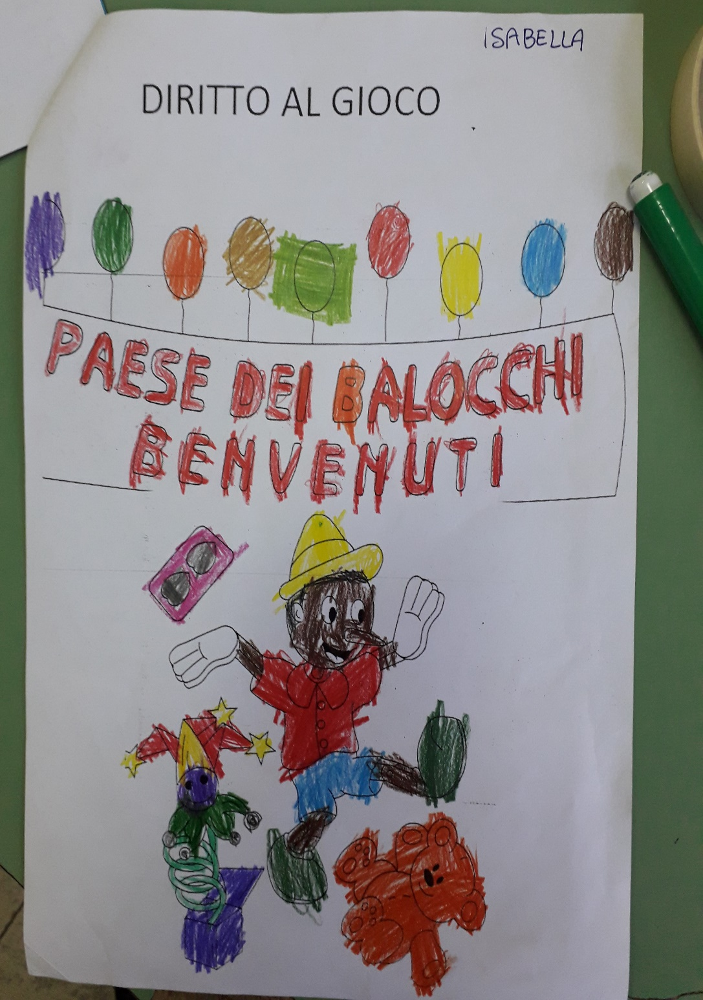 ISABELLA
DIRITTO AL GIOCO
PAESE DEI BALOCCHI
BENVENUTI